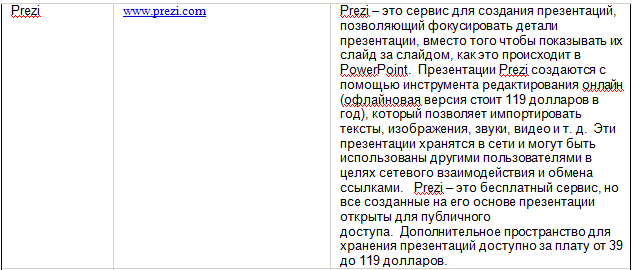 Prezi
www.prezi.com
Prezi – это сервис для создания презентаций,
позволяющий фокусировать детали
презентации, вместо того чтобы показывать их
слайд за слайдом, как это происходит в
PowerPoint.  Презентации Prezi создаются с
помощью инструмента редактирования онлайн
(офлайновая версия стоит 119 долларов в
год), который позволяет импортировать
тексты, изображения, звуки, видео и т. д.  Эти
презентации хранятся в сети и могут быть
использованы другими пользователями в
целях сетевого взаимодействия и обмена
ссылками.   Prezi – это бесплатный сервис, но
все созданные на его основе презентации
открыты для публичного
доступа.  Дополнительное пространство для
хранения презентаций доступно за плату от 39
до 119 долларов.